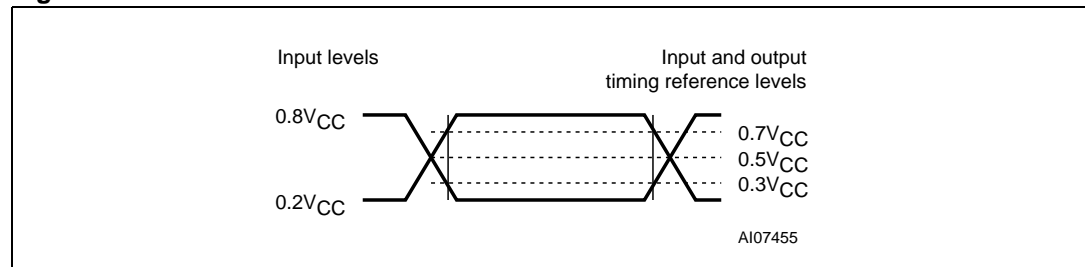 Input levels
Input and output
timing reference levels
0.8VCC
0.7VCC
0.5VCC
0.3VCC
0.2VCC
AI07455